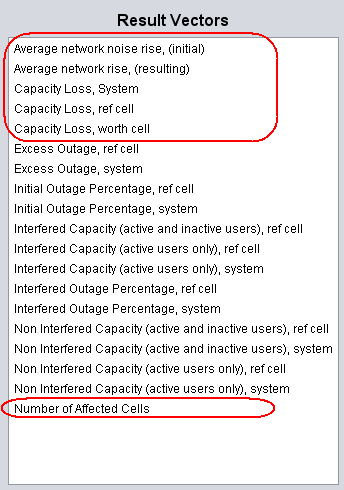 Result Vectors
Average network noise rise, (initial)
Average network rise, (resulting)
Capacity Loss, System
Capacity Loss, ref cell
Capacity Loss, worth cell
Excess Outage, ref cell
Excess Outage, system
Initial Outage Percentage, ref cell
Initial Outage Percentage, system
Interfered Capacity (active and inactive users), ref cell
Interfered Capacity (active users only), ref cell
Interfered Capacity (active users only), system
Interfered Outage Percentage, ref cell
Interfered Outage Percentage, system
Non Interfered Capacity (active and inactive users), ref cell
Non Interfered Capacity (active and inactive users), system
Non Interfered Capacity (active users only), ref cell
Non Interfered Capacity (active users only), system
Number of Affected Cells